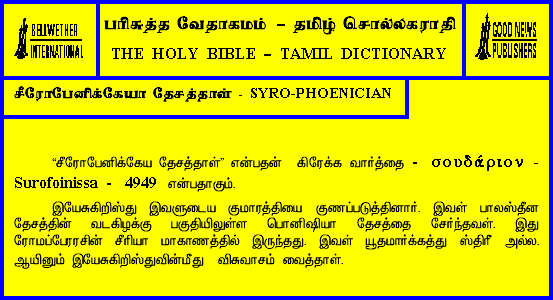 BELLWETHER
INTERNATIONAL
பரிசுத்த வேதாகமம் – தமிழ் சொல்லகராதி
THE HOLY BIBLE – TAMIL DICTIONARY
GOOD NEWS
PUBLISHERS
சீரோபேனிக்கேயா தேசத்தாள் - SYRO-PHOENICIAN
“சீரோபேனிக்கேய தேசத்தாள்” என்பதன் கிரேக்க வார்த்தை - σουδάριον -
Surofoinissa - 4949 என்பதாகும்.
இயேசுகிறிஸ்து இவளுடைய குமாரத்தியை குணப்படுத்தினார். இவள் பாலஸ்தீன
தேசத்தின் வடகிழக்கு பகுதியிலுள்ள பொனிஷியா தேசத்தை சேர்ந்தவள். இது
ரோமப்பேரரசின் சீரியா மாகாணத்தில் இருந்தது. இவள் யூதமார்க்கத்து ஸ்திரீ அல்ல.
ஆயினும் இயேசுகிறிஸ்துவின்மீது விசுவாசம் வைத்தாள்.